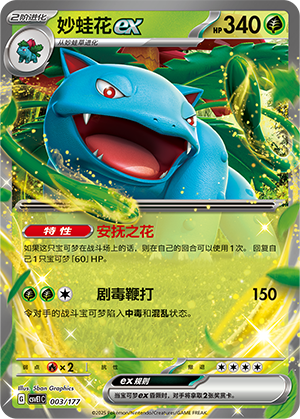 2阶进化
妙蛙花ex HP340
从妙蛙草进化
特性 安抚之花
如果这只宝可梦在战斗场上的话，则在自己的回合可以使用1次。回复自
己1只宝可梦「60」HP。
剧毒鞭打 150
令对手的战斗宝可梦陷入中毒和混乱状态。
弱点 ×2 抵抗力 撤退
Illus. 5ban Graphics
G 003/177
ex规则
当宝可梦ex昏厥时，对手将拿取2张奖赏卡。
©2025 Pokémon/Nintendo/Creatures/GAME FREAK.